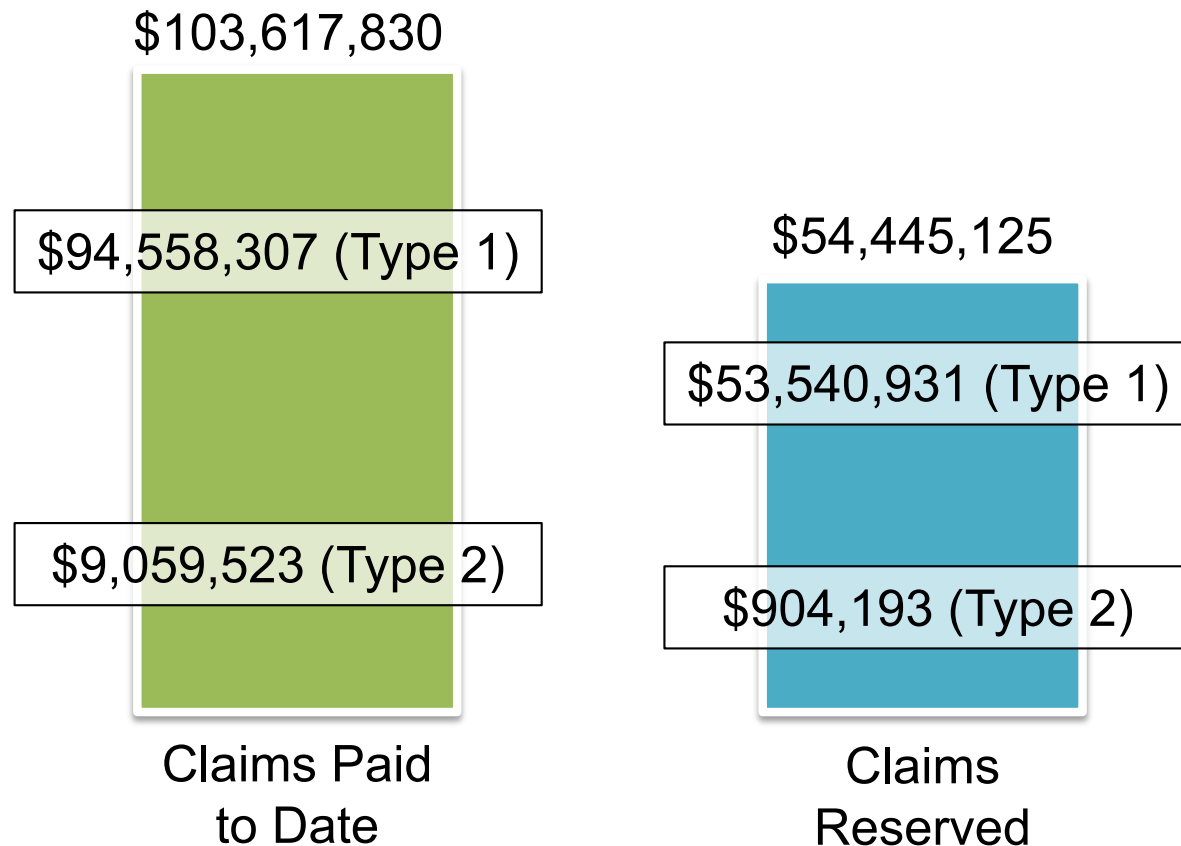 $103,617,830
$94,558,307 (Type 1)
$9,059,523 (Type 2)
Claims Paid
to Date
$54,445,125
$53,540,931 (Type 1)
$904,193 (Type 2)
Claims
Reserved